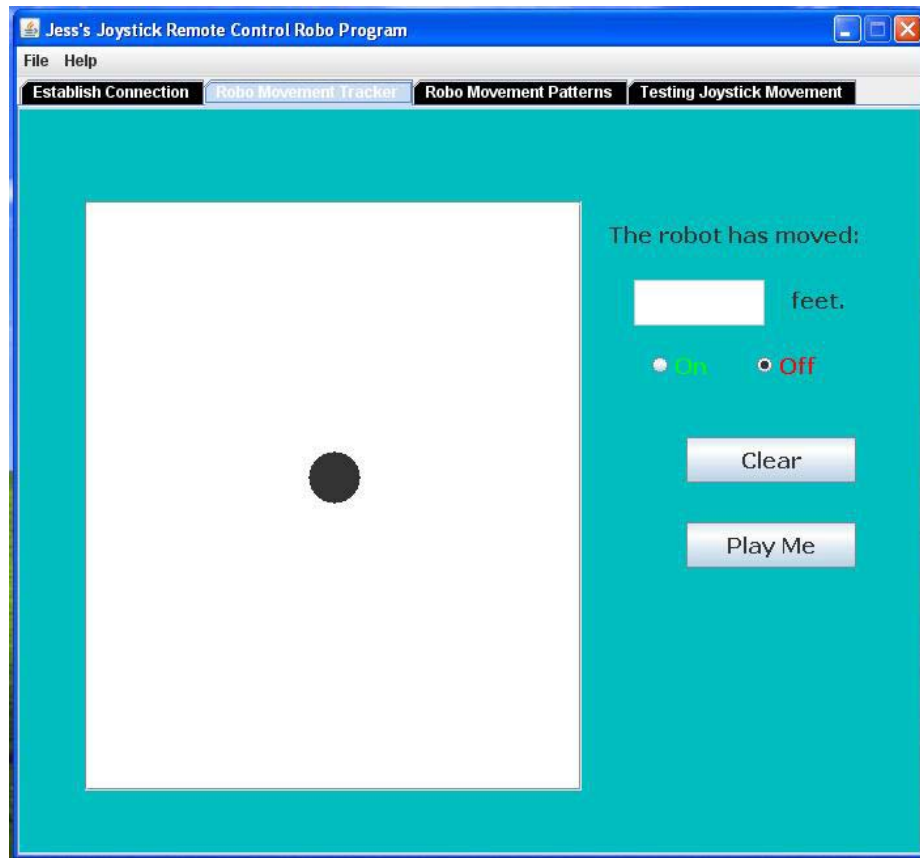 Jess's Joystick Remote Control Robo Program
File Help
Establish Connection Robo Movement Tracker Robo Movement Patterns Testing Joystick Movement
The robot has moved:
feet.
On Off
Clear
Play Me